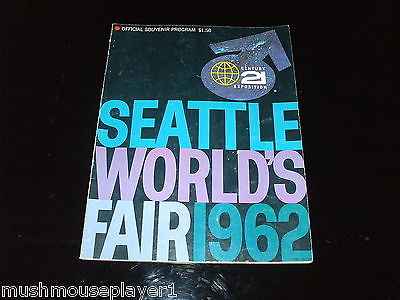 OFFICIAL SOUVENIR PROGRAM $1.50
CENTURY
21
EXPOSITION
SEATTLE
WORLD'S
FAIR 1962
mushmouseplayer1